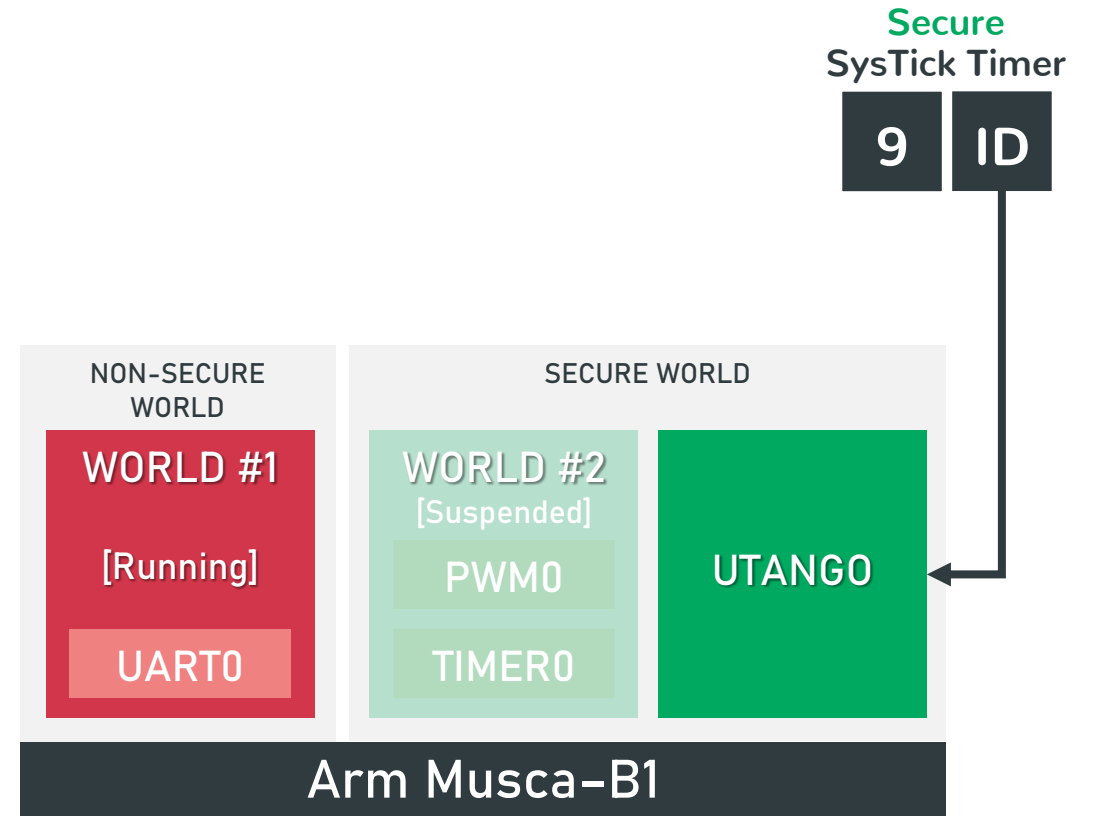 Secure
SysTick Timer
9 ID
NON-SECURE
WORLD
SECURE WORLD
WORLD #1
[Running]
UART0
WORLD #2
[Suspended]
PWM0
TIMER0
UTANGO
Arm Musca-B1